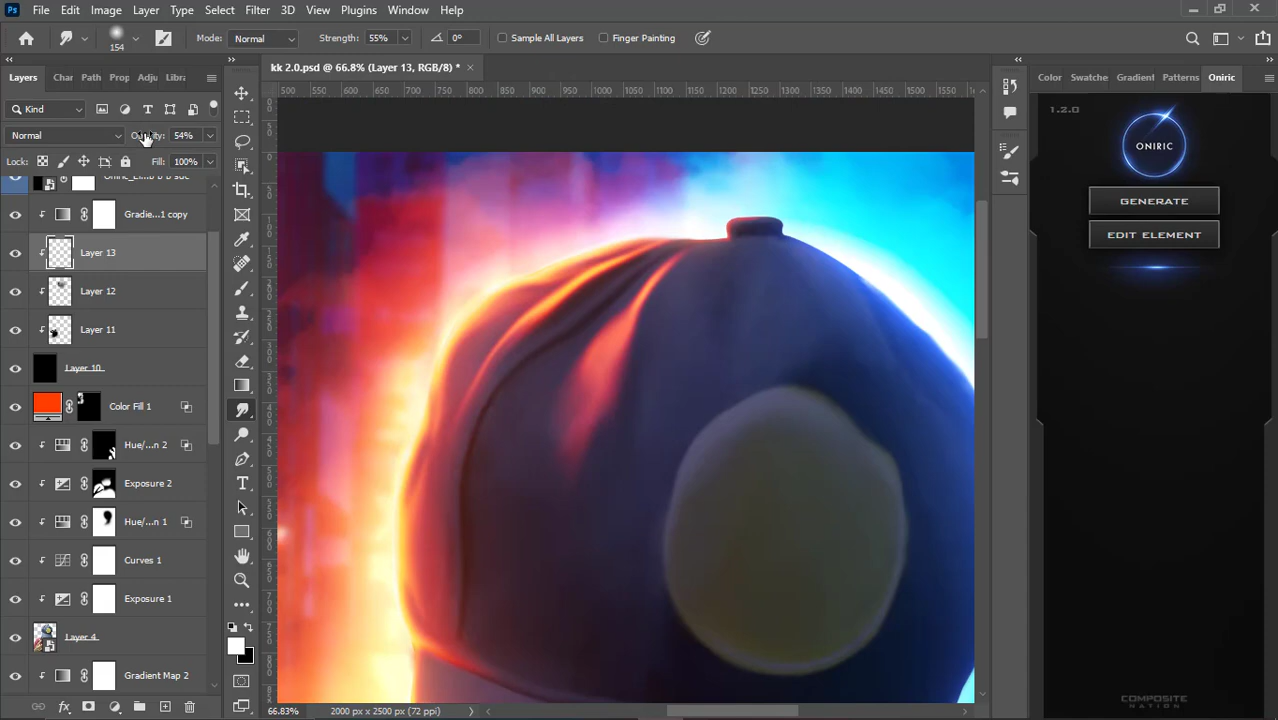 Ps File Edit Image Layer Type Select Filter 3D View Plugins Window Help
154 Mode: Normal Strength: 55% 0° Sample All Layers Finger Painting
Layers Char Path Prop Adju Libra
kk 2.0.psd @ 66.8% (Layer 13, RGB/8) *
Color Swatche Gradient Patterns Oniric
Kind
500 550 600 650 700 750 800 850 900 950 1000 1050 1100 1150 1200 1250 1300 1350 1400 1450 1500
1.2.0
ONIRIC
Normal Opacity: 54%
Lock: Fill: 100%
GENERATE
EDIT ELEMENT
Gradie...1 copy
Layer 13
Layer 12
Layer 11
Layer 10
Color Fill 1
Hue/...n 2
Exposure 2
Hue/...n 1
Curves 1
Exposure 1
Layer 4
Gradient Map 2
COMPOSITE
NATION
66.83% 2000 px x 2500 px (72 ppi)